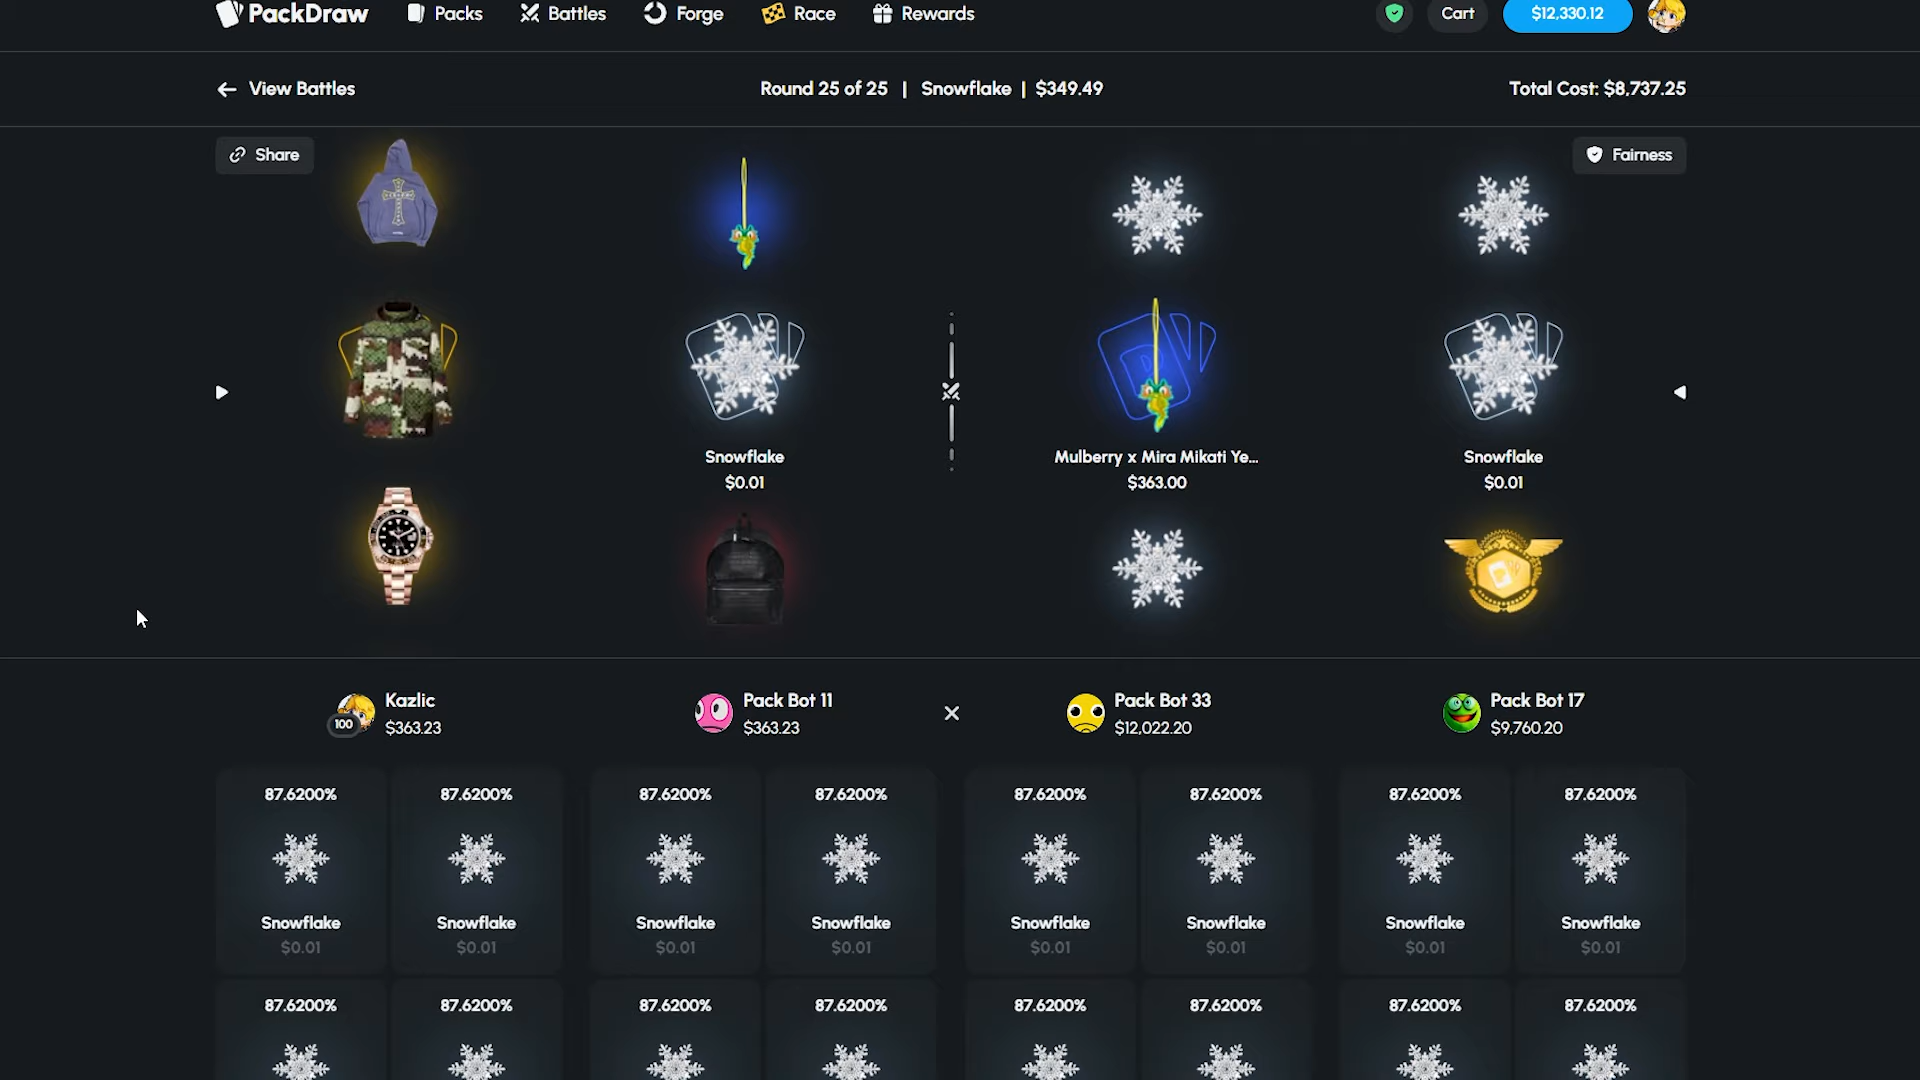 PackDraw
Packs
Battles
Forge
Race
Rewards
Cart
$12,330.12
View Battles
Round 25 of 25 | Snowflake | $349.49
Total Cost: $8,737.25
Share
Fairness
Snowflake
$0.01
Mulberry x Mira Mikati Ye...
$363.00
Snowflake
$0.01
100
Kazlic
$363.23
Pack Bot 11
$363.23
Pack Bot 33
$12,022.20
Pack Bot 17
$9,760.20
87.6200% 87.6200% 87.6200% 87.6200% 87.6200% 87.6200% 87.6200% 87.6200%
Snowflake Snowflake Snowflake Snowflake Snowflake Snowflake Snowflake Snowflake
$0.01 $0.01 $0.01 $0.01 $0.01 $0.01 $0.01 $0.01
87.6200% 87.6200% 87.6200% 87.6200% 87.6200% 87.6200% 87.6200% 87.6200%